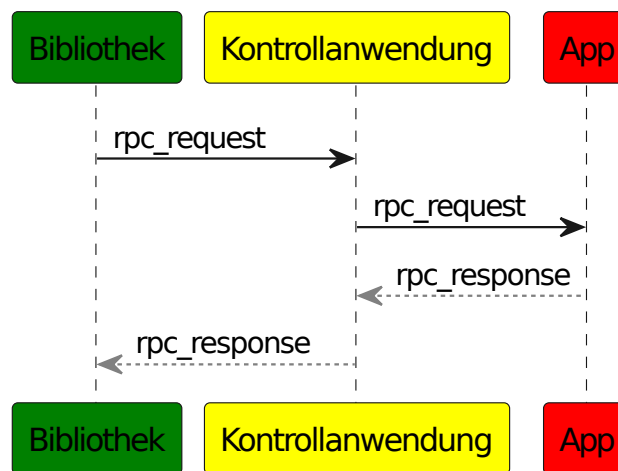 Bibliothek Kontrollanwendung App
rpc_request
rpc_request
rpc_response
rpc_response
Bibliothek Kontrollanwendung App